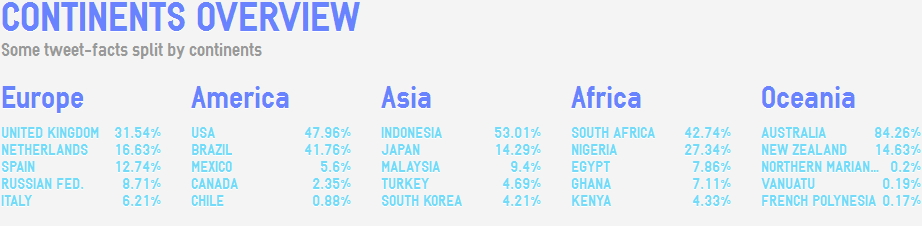 CONTINENTS OVERVIEW
Some tweet-facts split by continents
Europe America Asia Africa Oceania
UNITED KINGDOM 31.54% USA 47.96% INDONESIA 53.01% SOUTH AFRICA 42.74% AUSTRALIA 84.26%
NETHERLANDS 16.63% BRAZIL 41.76% JAPAN 14.29% NIGERIA 27.34% NEW ZEALAND 14.63%
SPAIN 12.74% MEXICO 5.6% MALAYSIA 9.4% EGYPT 7.86% NORTHERN MARIAN... 0.2%
RUSSIAN FED. 8.71% CANADA 2.35% TURKEY 4.69% GHANA 7.11% VANUATU 0.19%
ITALY 6.21% CHILE 0.88% SOUTH KOREA 4.21% KENYA 4.33% FRENCH POLYNESIA 0.17%